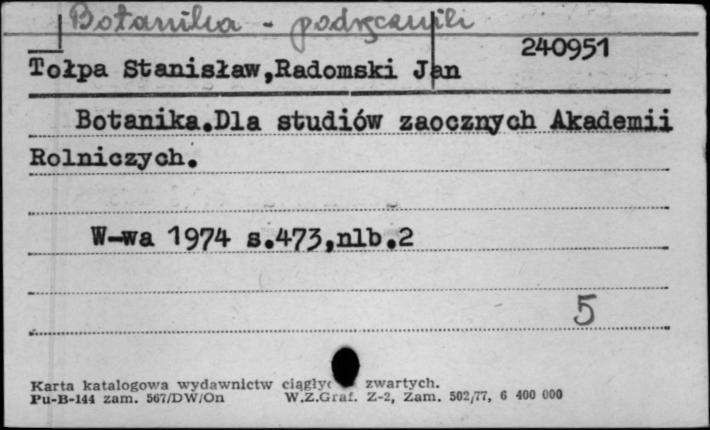 Botanika - podręczniki
240951
Tołpa Stanisław,Radomski Jan
Botanika.Dla studiów zaocznych Akademii
Rolniczych.
W-wa 1974 s.473,nlb.2
5
Karta katalogowa wydawnictw ciągłyc zwartych.
Pu-B-144 zam. 567/DW/On W.Z.Graf. Z-2, Zam. 502/77, 6 400 000